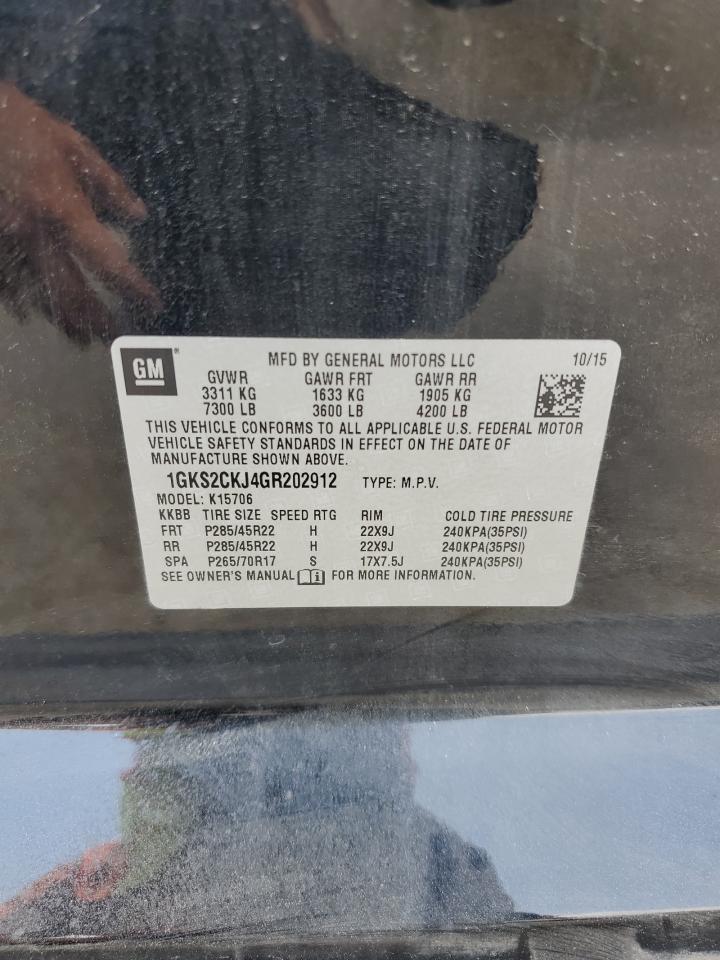 GM ® MFD BY GENERAL MOTORS LLC 10/15
GVWR GAWR FRT GAWR RR
3311 KG 1633 KG 1905 KG
7300 LB 3600 LB 4200 LB
THIS VEHICLE CONFORMS TO ALL APPLICABLE U.S. FEDERAL MOTOR
VEHICLE SAFETY STANDARDS IN EFFECT ON THE DATE OF
MANUFACTURE SHOWN ABOVE.
1GKS2CKJ4GR202912 TYPE: M.P.V.
MODEL: K15706
KKBB TIRE SIZE SPEED RTG RIM COLD TIRE PRESSURE
FRT P285/45R22 H 22X9J 240KPA(35PSI)
RR P285/45R22 H 22X9J 240KPA(35PSI)
SPA P265/70R17 S 17X7.5J 240KPA(35PSI)
SEE OWNER'S MANUAL i FOR MORE INFORMATION.